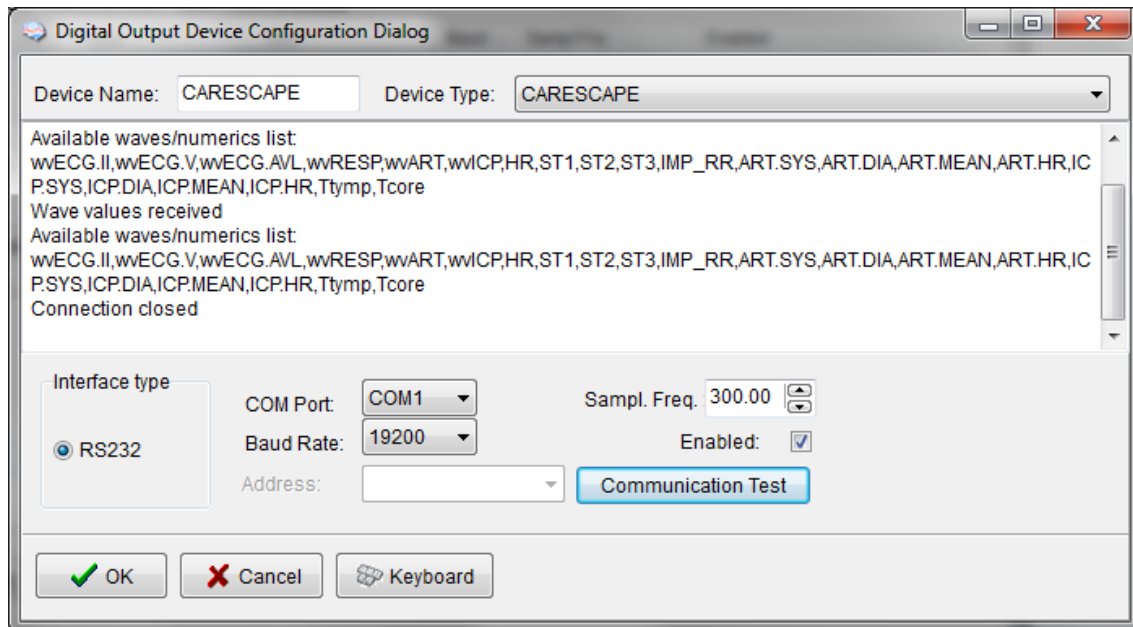 Digital Output Device Configuration Dialog
Device Name: CARESCAPE Device Type: CARESCAPE
Available waves/numerics list:
wvECG.II,wvECG.V,wvECG.AVL,wvRESP,wvART,wvICP,HR,ST1,ST2,ST3,IMP_RR,ART.SYS,ART.DIA,ART.MEAN,ART.HR,IC
P.SYS,ICP.DIA,ICP.MEAN,ICP.HR,Ttymp,Tcore
Wave values received
Available waves/numerics list:
wvECG.II,wvECG.V,wvECG.AVL,wvRESP,wvART,wvICP,HR,ST1,ST2,ST3,IMP_RR,ART.SYS,ART.DIA,ART.MEAN,ART.HR,IC
P.SYS,ICP.DIA,ICP.MEAN,ICP.HR,Ttymp,Tcore
Connection closed
Interface type
RS232
COM Port: COM1 Sampl. Freq. : 300.00
Baud Rate: 19200 Enabled:
Address: Communication Test
OK Cancel Keyboard